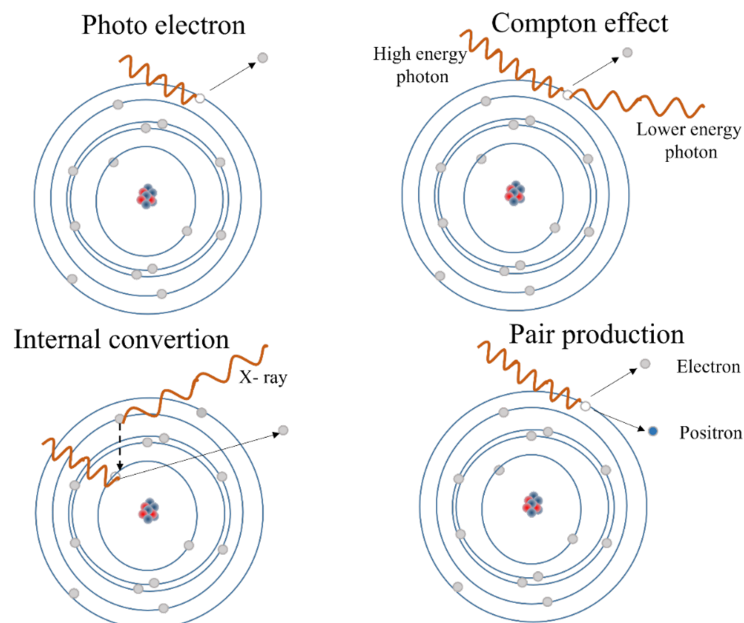 Photo electron
Compton effect
High energy
photon
Lower energy
photon
Internal convertion
X- ray
Pair production
Electron
Positron